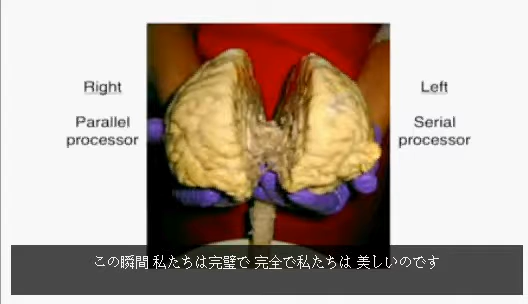 Right
Left
Parallel
processor
Serial
processor
この瞬間 私たちは完璧で 完全で私たちは 美しいのです